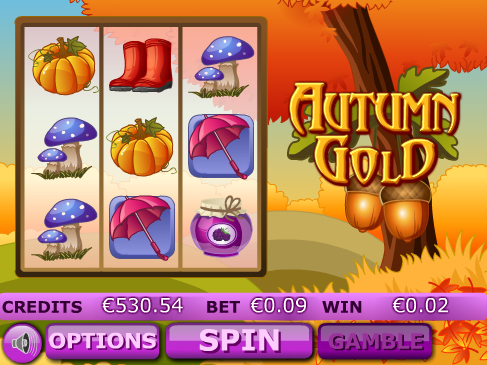 AUTUMN
GOLD
CREDITS €530.54 BET €0.09 WIN €0.02
OPTIONS SPIN GAMBLE